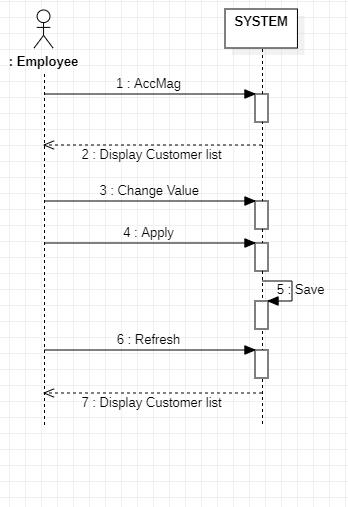 SYSTEM
: Employee
1 : AccMag
2 : Display Customer list
3 : Change Value
4 : Apply
5 : Save
6 : Refresh
7 : Display Customer list